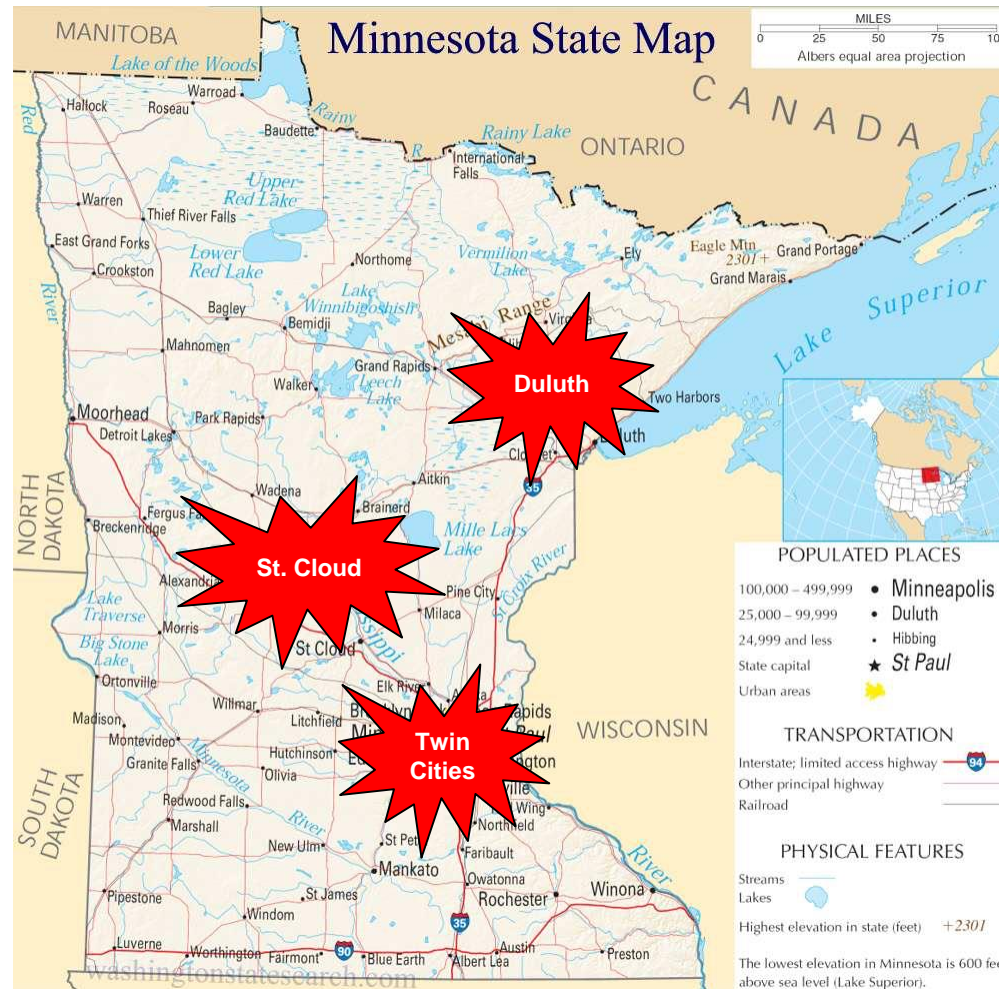 Minnesota State Map
MANITOBA
Lake of the Woods
MILES
0 25 50 75
Albers equal area projection
CANADA
ONTARIO
Warroad
Hallock
Roseau
Red
Rainy
Baudette
R
Rainy Lake
International
Falls
Upper
Red Lake
Warren
Thief River Falls
East Grand Forks
Lower
Red Lake
Crookston
Northome
Vermilion
Lake
Ely
Eagle Mtn
2301+
Grand Portage
Grand Marais
River
Lake
Winnibigoshish
Bagley
Bemidji
Mesabi Range
Lake Superior
Mahnomen
Grand Rapids
Walker
Leech
Lake
Duluth
Two Harbors
Moorhead
Park Rapids
Detroit Lakes
NORTH
DAKOTA
Aitkin
35
Wadena
Brainerd
Breckenridge
Mille Lacs
Lake
St. Cloud
St Croix River
Pine City
Milaca
Lake
Traverse
Morris
Big Stone
Lake
St Cloud
Ortonville
Willmar
Litchfield
Madison
Montevideo
Granite Falls
Hutchinson
Olivia
Twin
Cities
WISCONSIN
SOUTH
DAKOTA
Minnesota
River
Redwood Falls
Marshall
New Ulm
Northfield
Faribault
Mankato
Owatonna
Rochester
Winona
River
Pipestone
St James
Windom
35
Luverne
Worthington
Fairmont
90
Blue Earth
Albert Lea
Austin
Preston
washingtonstatesearch.com
POPULATED PLACES
100,000 – 499,999 • Minneapolis
25,000 – 99,999 • Duluth
24,999 and less • Hibbing
State capital ★ St Paul
Urban areas
TRANSPORTATION
Interstate; limited access highway 94
Other principal highway
Railroad
PHYSICAL FEATURES
Streams
Lakes
Highest elevation in state (feet) +2301
The lowest elevation in Minnesota is 600
above sea level (Lake Superior).